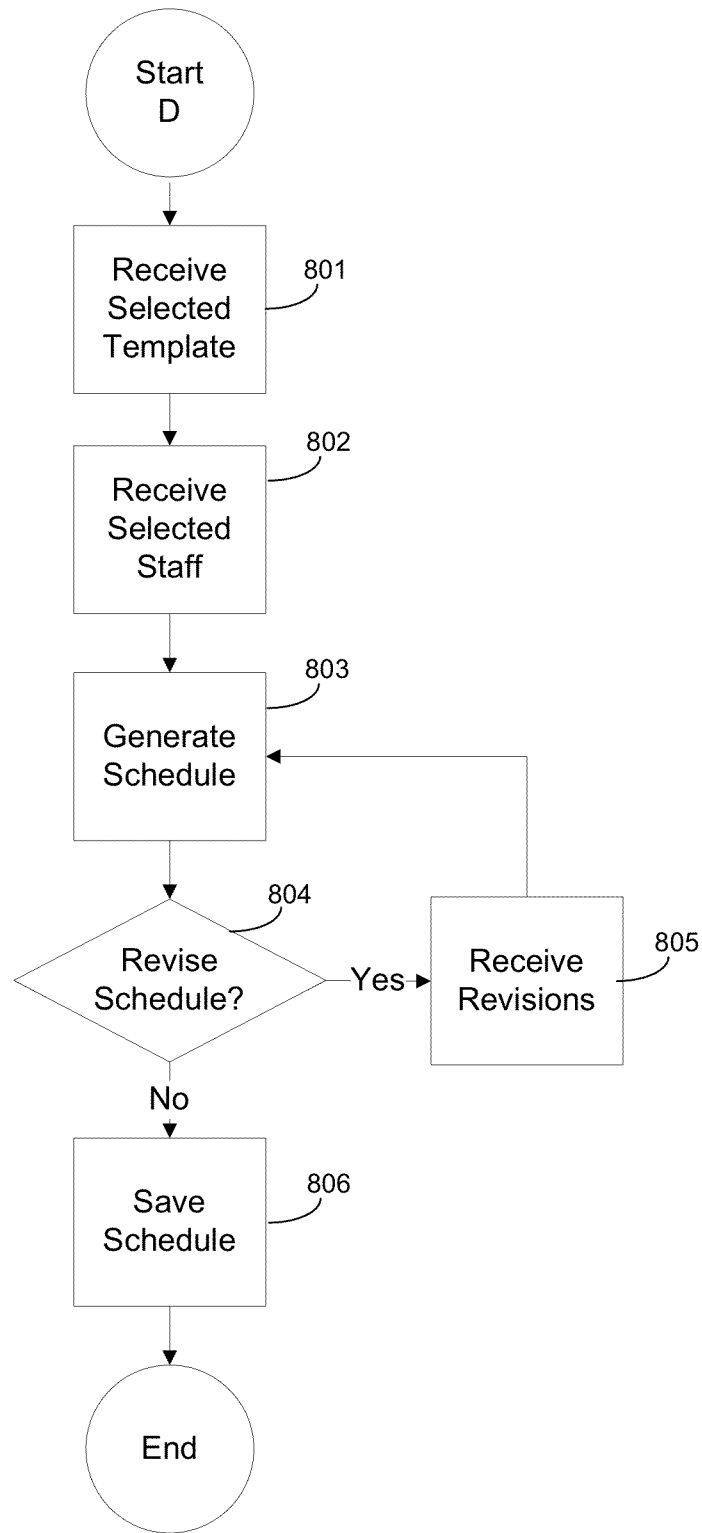 Start
D
Receive
Selected
Template
801
Receive
Selected
Staff
802
Generate
Schedule
803
Revise
Schedule?
804
Yes
Receive
Revisions
805
No
Save
Schedule
806
End